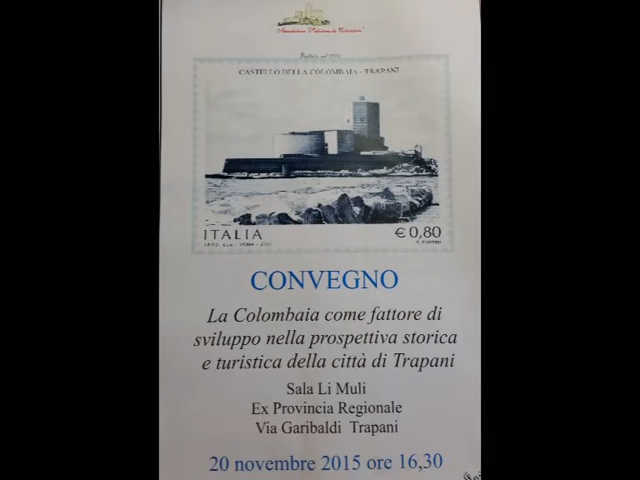 CASTELLO DELLA COLOMBAIA - TRAPANI
ITALIA
€ 0,80
CONVEGNO
La Colombaia come fattore di
sviluppo nella prospettiva storica
e turistica della città di Trapani
Sala Li Muli
Ex Provincia Regionale
Via Garibaldi Trapani
20 novembre 2015 ore 16,30